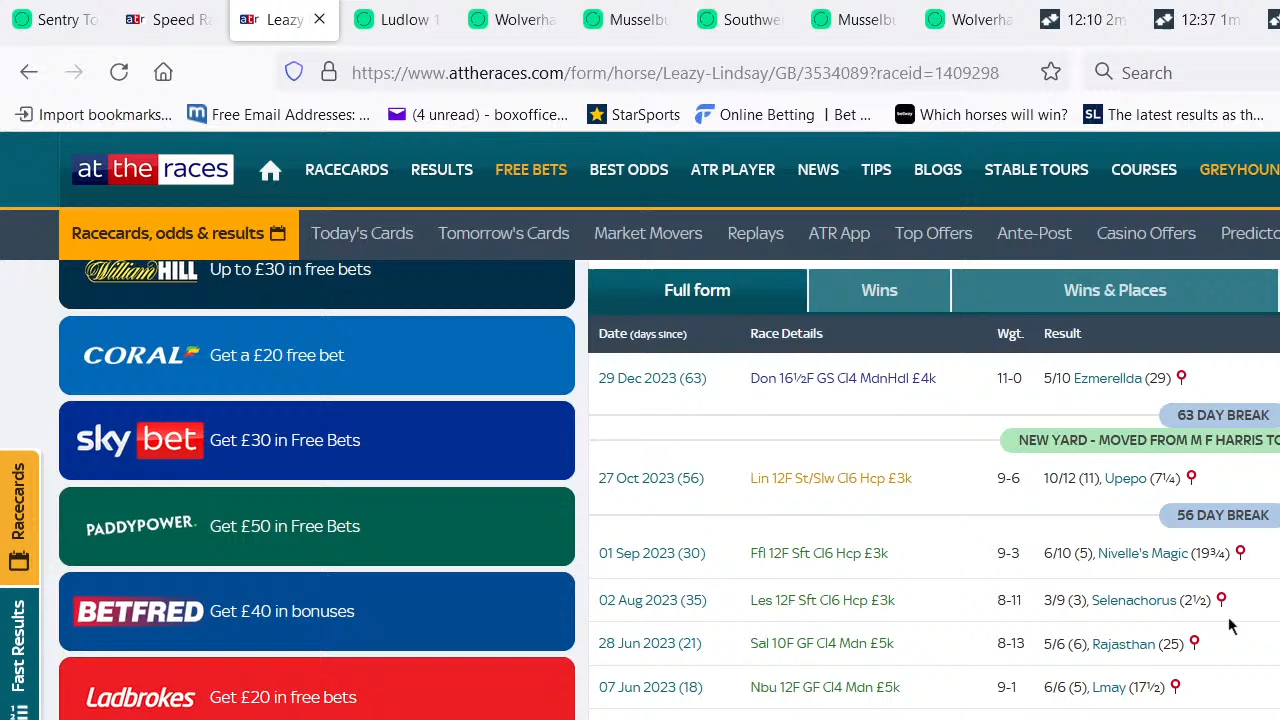 Sentry To
atr Speed Ra
atr Leazy
Ludlow 1
Wolverha
Musselbu
Southwe
Musselbu
Wolverha
12:10 2m
12:37 1m
https://www.attheraces.com/form/horse/Leazy-Lindsay/GB/3534089?raceid=1409298
Search
Import bookmarks...
Free Email Addresses: ...
(4 unread) - boxoffice...
StarSports
Online Betting | Bet ...
betway Which horses will win?
SL The latest results as th...
at the races
RACECARDS
RESULTS
FREE BETS
BEST ODDS
ATR PLAYER
NEWS
TIPS
BLOGS
STABLE TOURS
COURSES
GREYHOUN
Racecards, odds & results
Today's Cards
Tomorrow's Cards
Market Movers
Replays
ATR App
Top Offers
Ante-Post
Casino Offers
Predicto
William HILL Up to £30 in free bets
CORAL Get a £20 free bet
sky bet Get £30 in Free Bets
PADDYPOWER. Get £50 in Free Bets
BETFRED Get £40 in bonuses
Ladbrokes Get £20 in free bets
Racecards
Fast Results
Full form
Wins
Wins & Places
Date (days since) Race Details Wgt. Result
29 Dec 2023 (63) Don 16½F GS Cl4 MdnHdl £4k 11-0 5/10 Ezmerellda (29)
63 DAY BREAK
NEW YARD - MOVED FROM M F HARRIS TO
27 Oct 2023 (56) Lin 12F St/Slw Cl6 Hcp £3k 9-6 10/12 (11), Upepo (7¼)
56 DAY BREAK
01 Sep 2023 (30) Ffl 12F Sft Cl6 Hcp £3k 9-3 6/10 (5), Nivelle's Magic (19¾)
02 Aug 2023 (35) Les 12F Sft Cl6 Hcp £3k 8-11 3/9 (3), Selenachorus (2½)
28 Jun 2023 (21) Sal 10F GF Cl4 Mdn £5k 8-13 5/6 (6), Rajasthan (25)
07 Jun 2023 (18) Nbu 12F GF Cl4 Mdn £5k 9-1 6/6 (5), Lmay (17½)